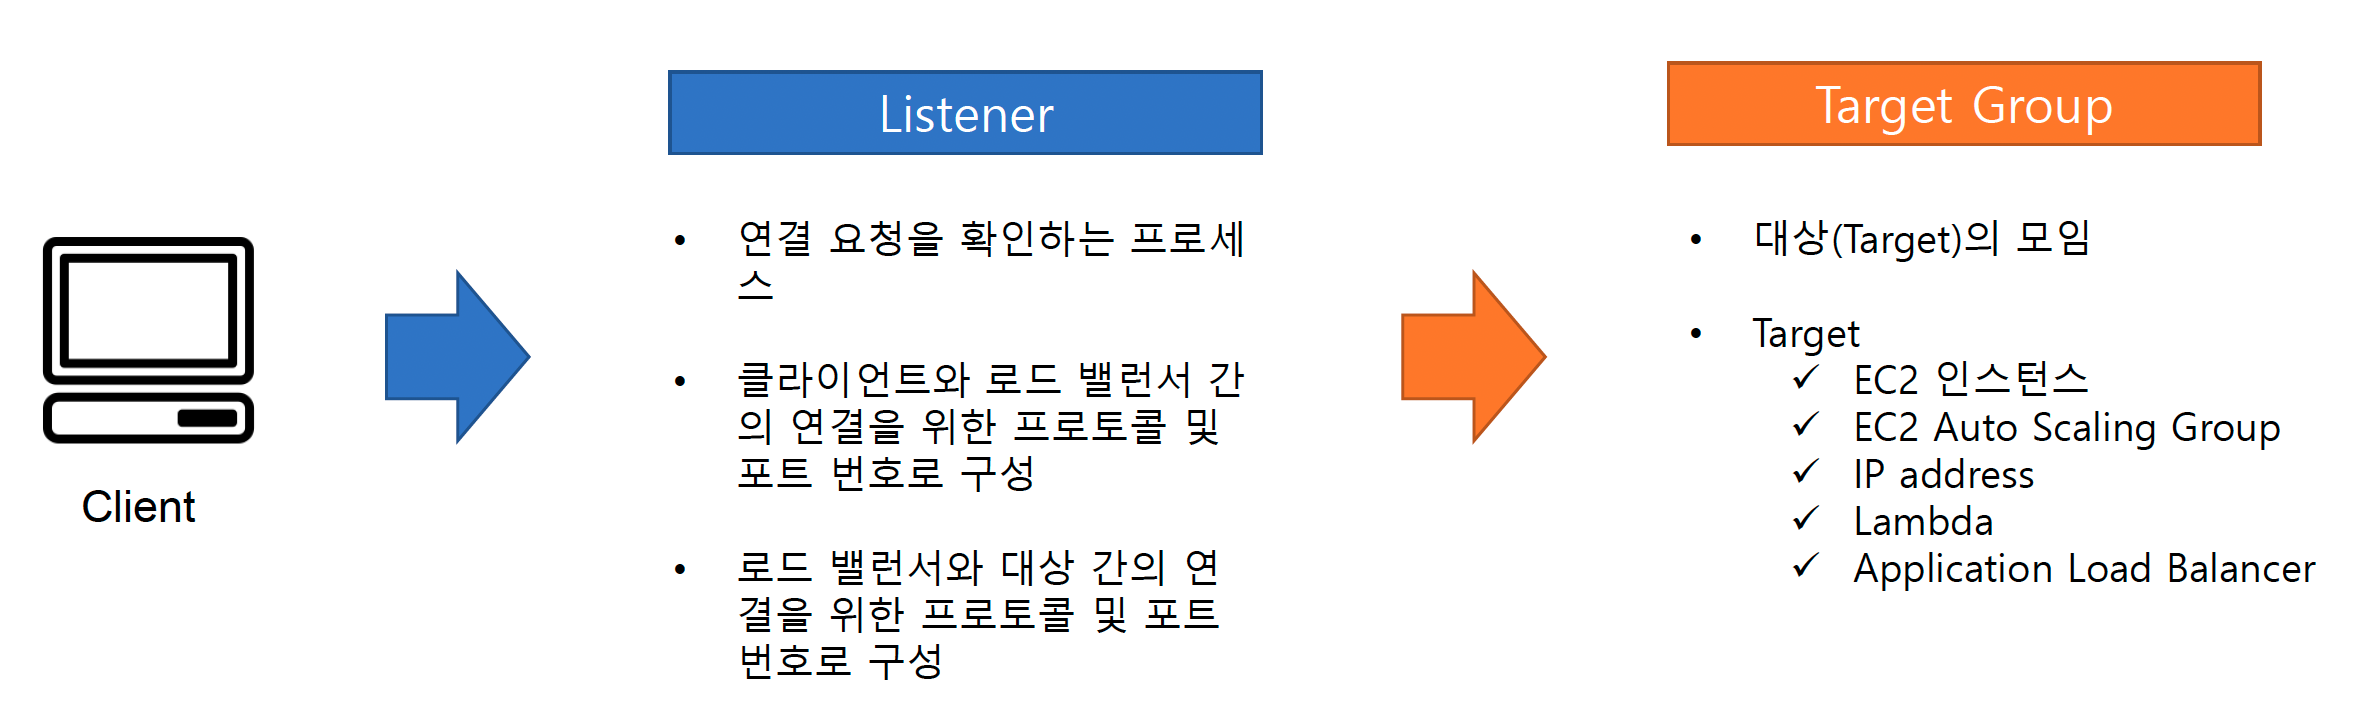 Client
Listener
• 연결 요청을 확인하는 프로세
스
• 클라이언트와 로드 밸런서 간
의 연결을 위한 프로토콜 및
포트 번호로 구성
• 로드 밸런서와 대상 간의 연
결을 위한 프로토콜 및 포트
번호로 구성
Target Group
• 대상(Target)의 모임
• Target
✓ EC2 인스턴스
✓ EC2 Auto Scaling Group
✓ IP address
✓ Lambda
✓ Application Load Balancer